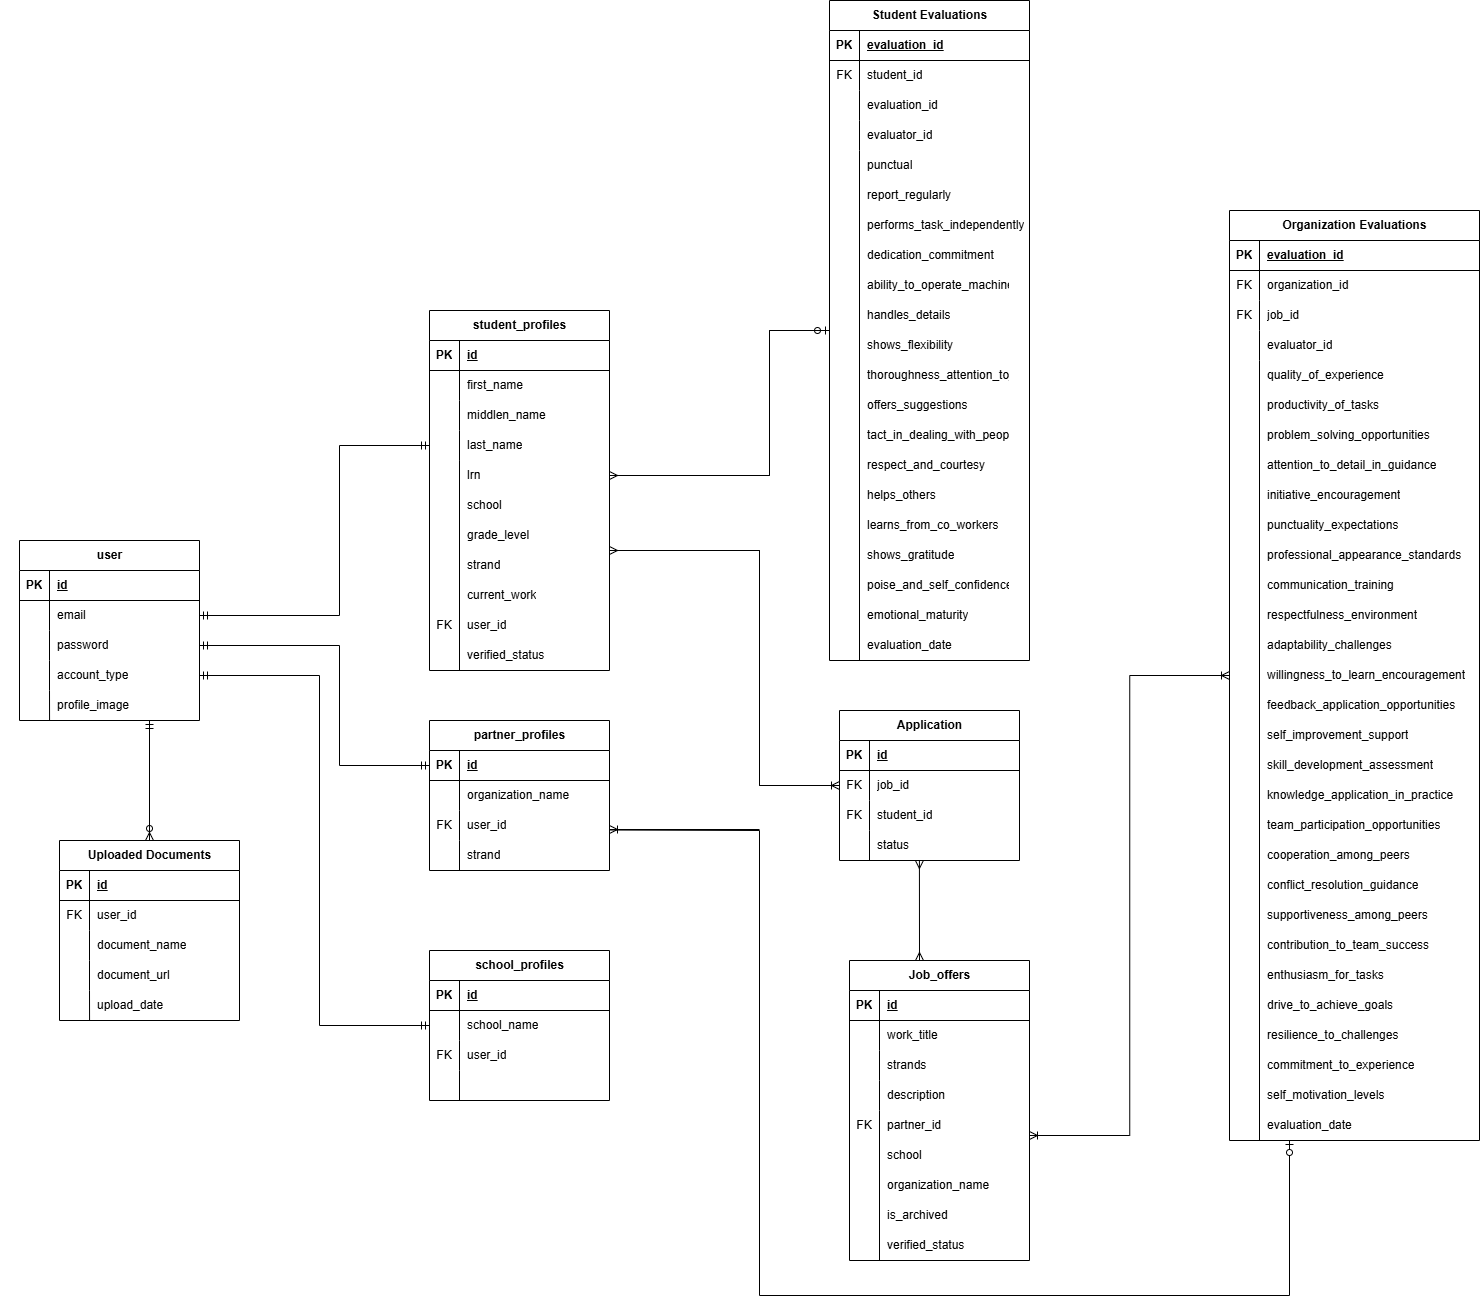 Student Evaluations
PK evaluation_id
FK student_id
evaluation_id
evaluator_id
punctual
report_regularly
performs_task_independently
dedication_commitment
ability_to_operate_machin
handles_details
shows_flexibility
thoroughness_attention_to
offers_suggestions
tact_in_dealing_with_peop
respect_and_courtesy
helps_others
learns_from_co_workers
shows_gratitude
poise_and_self_confidence
emotional_maturity
evaluation_date
Organization Evaluations
PK evaluation_id
FK organization_id
FK job_id
evaluator_id
quality_of_experience
productivity_of_tasks
problem_solving_opportunities
attention_to_detail_in_guidance
initiative_encouragement
punctuality_expectations
professional_appearance_standards
communication_training
respectfulness_environment
adaptability_challenges
willingness_to_learn_encouragement
feedback_application_opportunities
self_improvement_support
skill_development_assessment
knowledge_application_in_practice
team_participation_opportunities
cooperation_among_peers
conflict_resolution_guidance
supportiveness_among_peers
contribution_to_team_success
enthusiasm_for_tasks
drive_to_achieve_goals
resilience_to_challenges
commitment_to_experience
self_motivation_levels
evaluation_date
student_profiles
PK id
first_name
middlen_name
last_name
lrn
school
grade_level
strand
current_work
FK user_id
verified_status
user
PK id
email
password
account_type
profile_image
partner_profiles
PK id
organization_name
FK user_id
strand
Application
PK id
FK job_id
FK student_id
status
Uploaded Documents
PK id
FK user_id
document_name
document_url
upload_date
school_profiles
PK id
school_name
FK user_id
Job_offers
PK id
work_title
strands
description
FK partner_id
school
organization_name
is_archived
verified_status